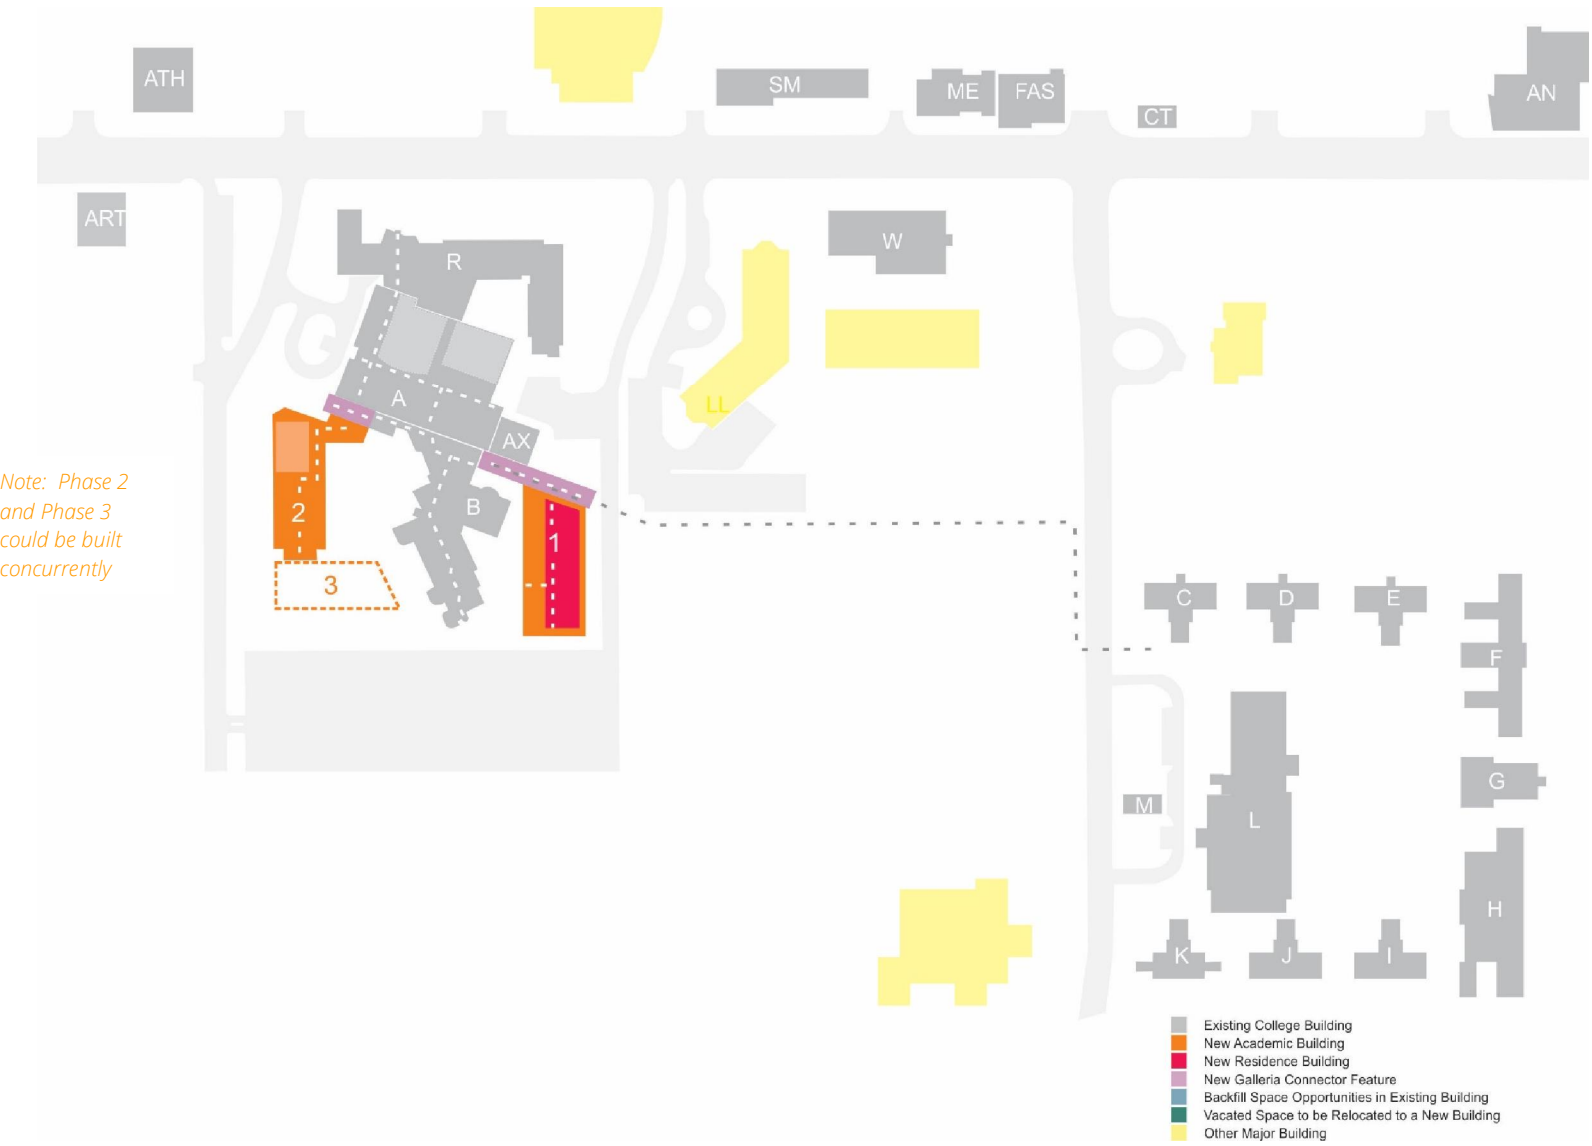 ATH
SM
ME
FAS
CT
AN
ART
R
W
A
LL
AX
Note: Phase 2
and Phase 3
could be built
concurrently
2
B
1
3
C
D
E
F
G
M
L
H
K
J
I
Existing College Building
New Academic Building
New Residence Building
New Galleria Connector Feature
Backfill Space Opportunities in Existing Building
Vacated Space to be Relocated to a New Building
Other Major Building